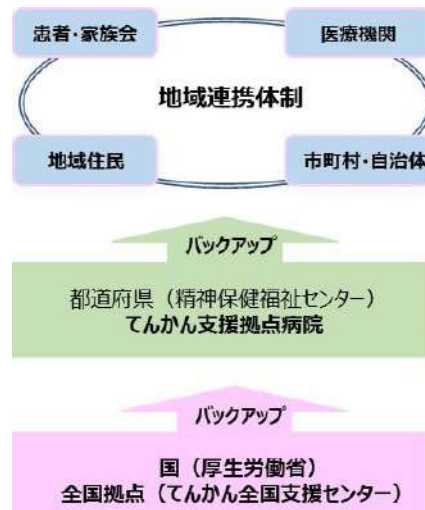 患者・家族会
医療機関
地域連携体制
地域住民
市町村・自治体
バックアップ
都道府県（精神保健福祉センター）
てんかん支援拠点病院
バックアップ
国（厚生労働省）
全国拠点（てんかん全国支援センター）